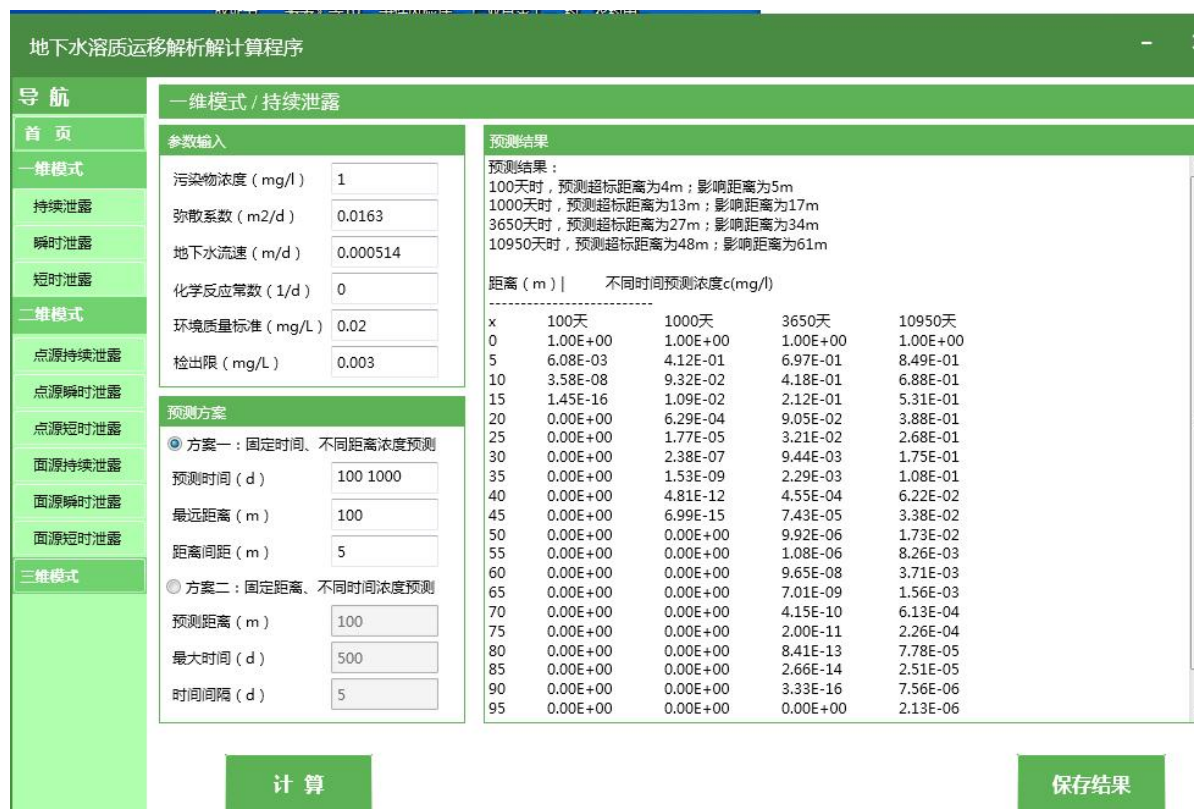 地下水溶质运移解析解计算程序
导 航
首 页
一维模式
持续泄露
瞬时泄露
短时泄露
二维模式
点源持续泄露
点源瞬时泄露
点源短时泄露
面源持续泄露
面源瞬时泄露
面源短时泄露
三维模式
一维模式 / 持续泄露
参数输入
污染物浓度（mg/l） 1
弥散系数（m2/d） 0.0163
地下水流速（m/d） 0.000514
化学反应常数（1/d） 0
环境质量标准（mg/L） 0.02
检出限（mg/L） 0.003
预测方案
方案一：固定时间、不同距离浓度预测
预测时间（d） 100 1000
最远距离（m） 100
距离间距（m） 5
方案二：固定距离、不同时间浓度预测
预测距离（m） 100
最大时间（d） 500
时间间隔（d） 5
计 算
预测结果
预测结果：
100天时，预测超标距离为4m；影响距离为5m
1000天时，预测超标距离为13m；影响距离为17m
3650天时，预测超标距离为27m；影响距离为34m
10950天时，预测超标距离为48m；影响距离为61m
距离（m）| 不同时间预测浓度c(mg/l)
--------------------------
x 100天 1000天 3650天 10950天
0 1.00E+00 1.00E+00 1.00E+00 1.00E+00
5 6.08E-03 4.12E-01 6.97E-01 8.49E-01
10 3.58E-08 9.32E-02 4.18E-01 6.88E-01
15 1.45E-16 1.09E-02 2.12E-01 5.31E-01
20 0.00E+00 6.29E-04 9.05E-02 3.88E-01
25 0.00E+00 1.77E-05 3.21E-02 2.68E-01
30 0.00E+00 2.38E-07 9.44E-03 1.75E-01
35 0.00E+00 1.53E-09 2.29E-03 1.08E-01
40 0.00E+00 4.81E-12 4.55E-04 6.22E-02
45 0.00E+00 6.99E-15 7.43E-05 3.38E-02
50 0.00E+00 0.00E+00 9.92E-06 1.73E-02
55 0.00E+00 0.00E+00 1.08E-06 8.26E-03
60 0.00E+00 0.00E+00 9.65E-08 3.71E-03
65 0.00E+00 0.00E+00 7.01E-09 1.56E-03
70 0.00E+00 0.00E+00 4.15E-10 6.13E-04
75 0.00E+00 0.00E+00 2.00E-11 2.26E-04
80 0.00E+00 0.00E+00 8.41E-13 7.78E-05
85 0.00E+00 0.00E+00 2.66E-14 2.51E-05
90 0.00E+00 0.00E+00 3.33E-16 7.56E-06
95 0.00E+00 0.00E+00 0.00E+00 2.13E-06
保存结果